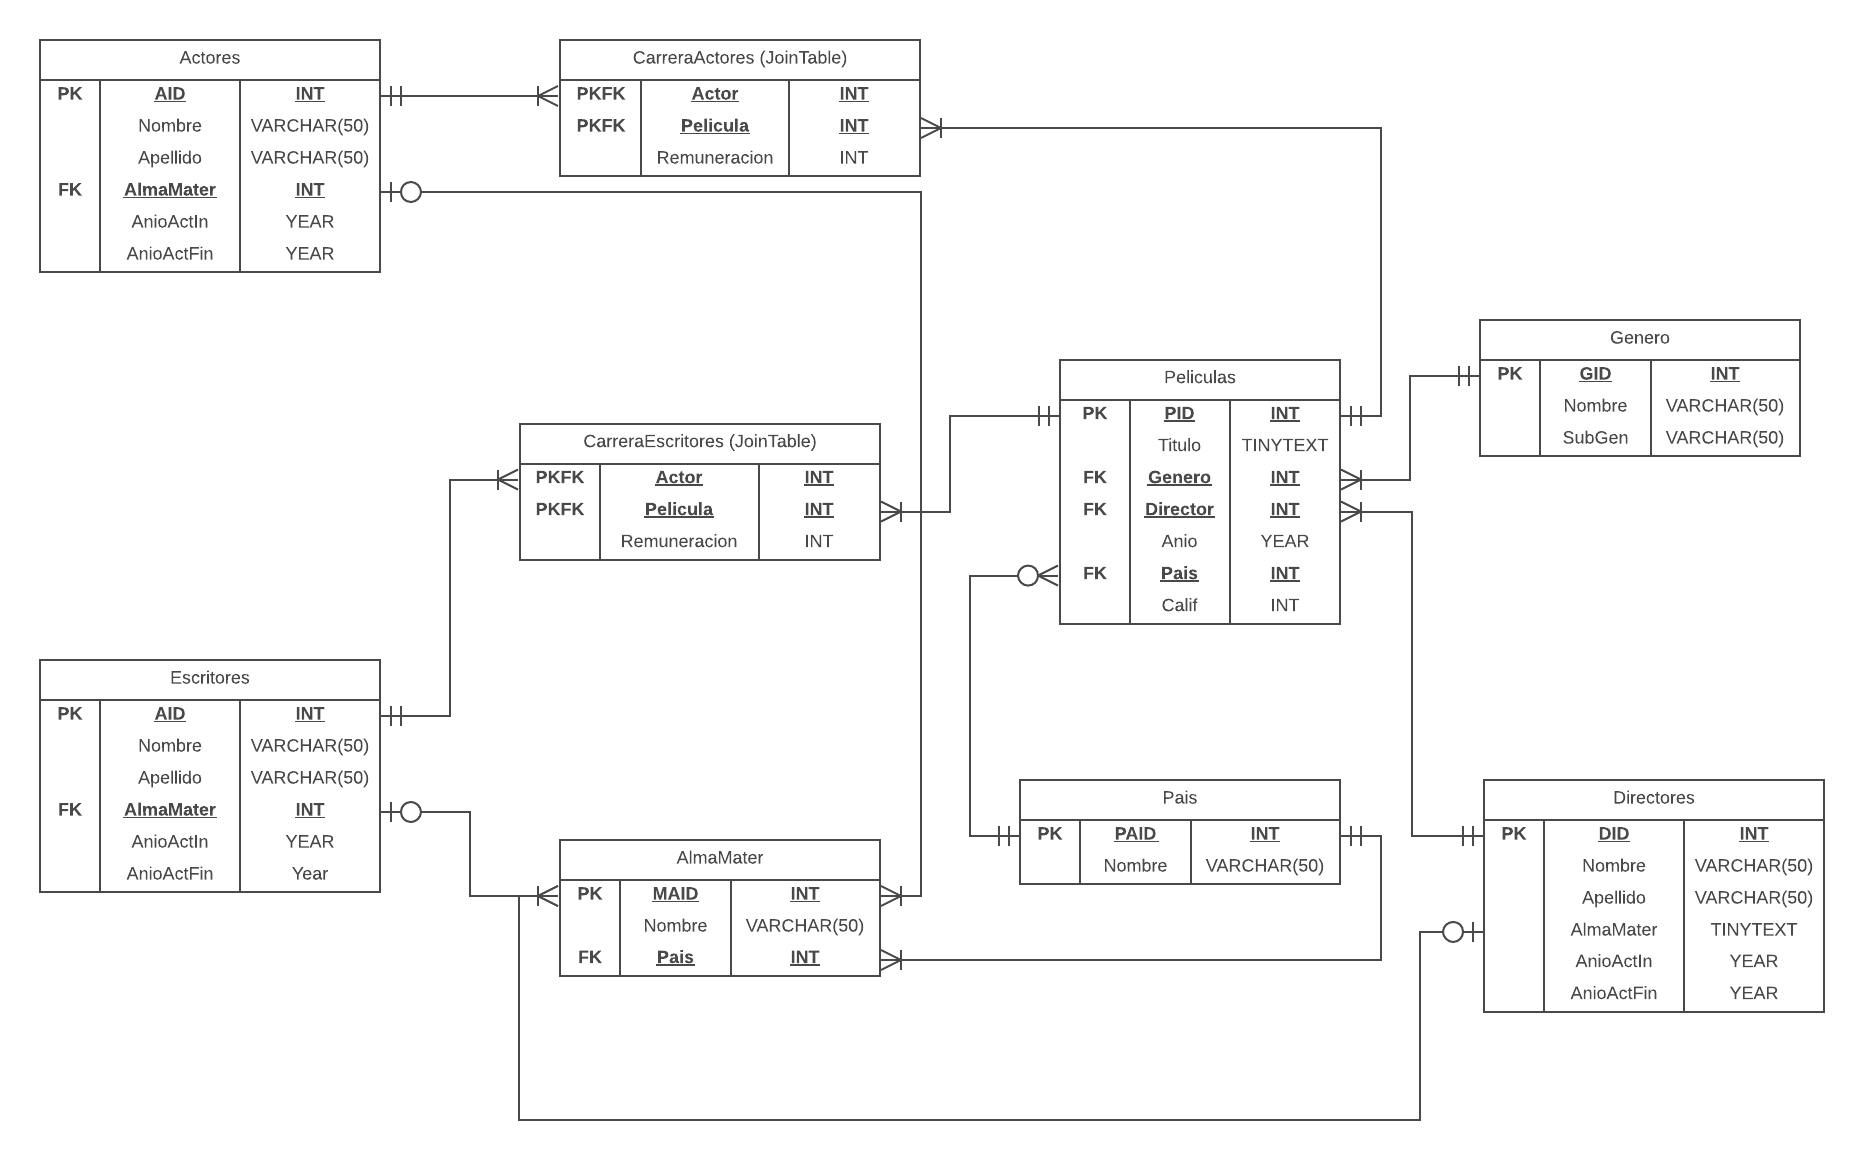 Actores
PK AID INT
Nombre VARCHAR(50)
Apellido VARCHAR(50)
FK AlmaMater INT
AnioActIn YEAR
AnioActFin YEAR
CarreraActores (JoinTable)
PKFK Actor INT
PKFK Pelicula INT
Remuneracion INT
Genero
PK GID INT
Nombre VARCHAR(50)
SubGen VARCHAR(50)
Peliculas
PK PID INT
Titulo TINYTEXT
FK Genero INT
FK Director INT
Anio YEAR
FK Pais INT
Calif INT
CarreraEscritores (JoinTable)
PKFK Actor INT
PKFK Pelicula INT
Remuneracion INT
Escritores
PK AID INT
Nombre VARCHAR(50)
Apellido VARCHAR(50)
FK AlmaMater INT
AnioActIn YEAR
AnioActFin Year
AlmaMater
PK MAID INT
Nombre VARCHAR(50)
FK Pais INT
Pais
PK PAID INT
Nombre VARCHAR(50)
Directores
PK DID INT
Nombre VARCHAR(50)
Apellido VARCHAR(50)
AlmaMater TINYTEXT
AnioActIn YEAR
AnioActFin YEAR